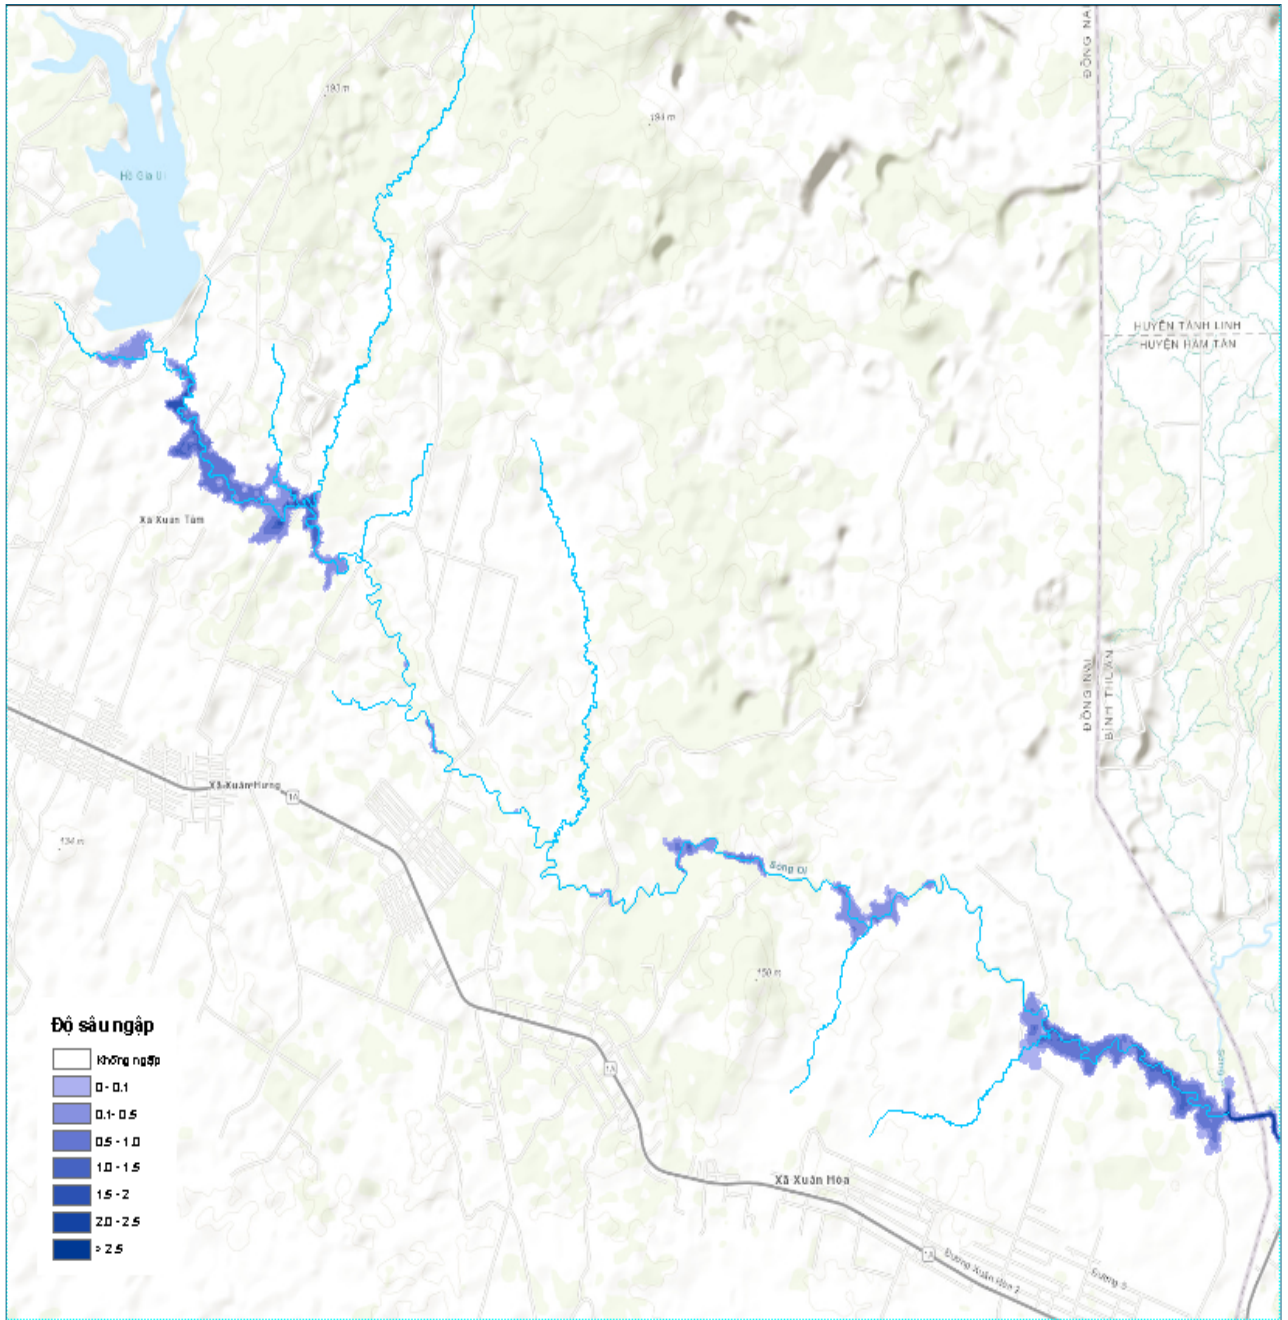 ĐỒNG NAI
193 m
194 m
Hồ Gia Ui
HUYỆN TÁNH LINH
HUYỆN HÀM TÂN
Xã Xuân Tâm
ĐỒNG NAI
BÌNH THUẬN
Xã Xuân Hưng
1A
134 m
Sông Ui
150 m
Độ sâu ngập
Không ngập
0 - 0.1
0.1- 0.5
0.5 - 1.0
1.0 - 1.5
1.5 - 2
2.0 - 2.5
> 2.5
1A
Sông
Xã Xuân Hòa
1A
Đường Xuân Hòa 2
Đường 5